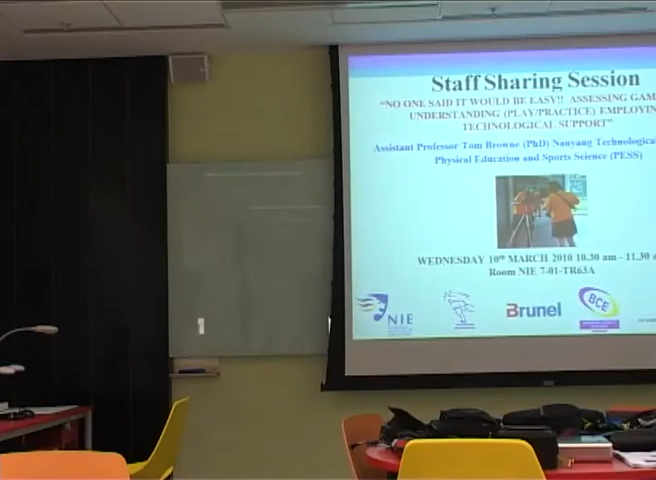 Staff Sharing Session
"NO ONE SAID IT WOULD BE EASY!! ASSESSING GAM
UNDERSTANDING (PLAY/PRACTICE) EMPLOYIN
TECHNOLOGICAL SUPPORT"
Assistant Professor Tom Browne (PhD) Nanyang Technological
Physical Education and Sports Science (PESS)
WEDNESDAY 10th MARCH 2010 10.30 am - 11.30 a
Room NIE 7-01-TR63A
NIE
Brunel
BCE